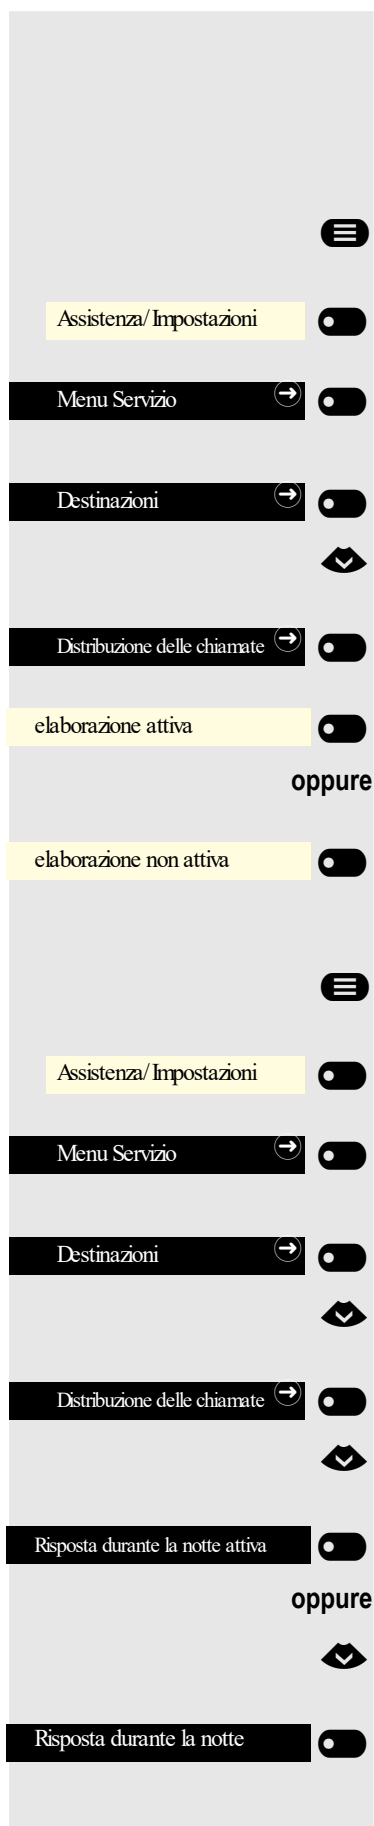 Assistenza/Impostazioni
Menu Servizio
Destinazioni
Distribuzione delle chiamate
elaborazione attiva
oppure
elaborazione non attiva
Assistenza/Impostazioni
Menu Servizio
Destinazioni
Distribuzione delle chiamate
Risposta durante la notte attiva
oppure
Risposta durante la notte